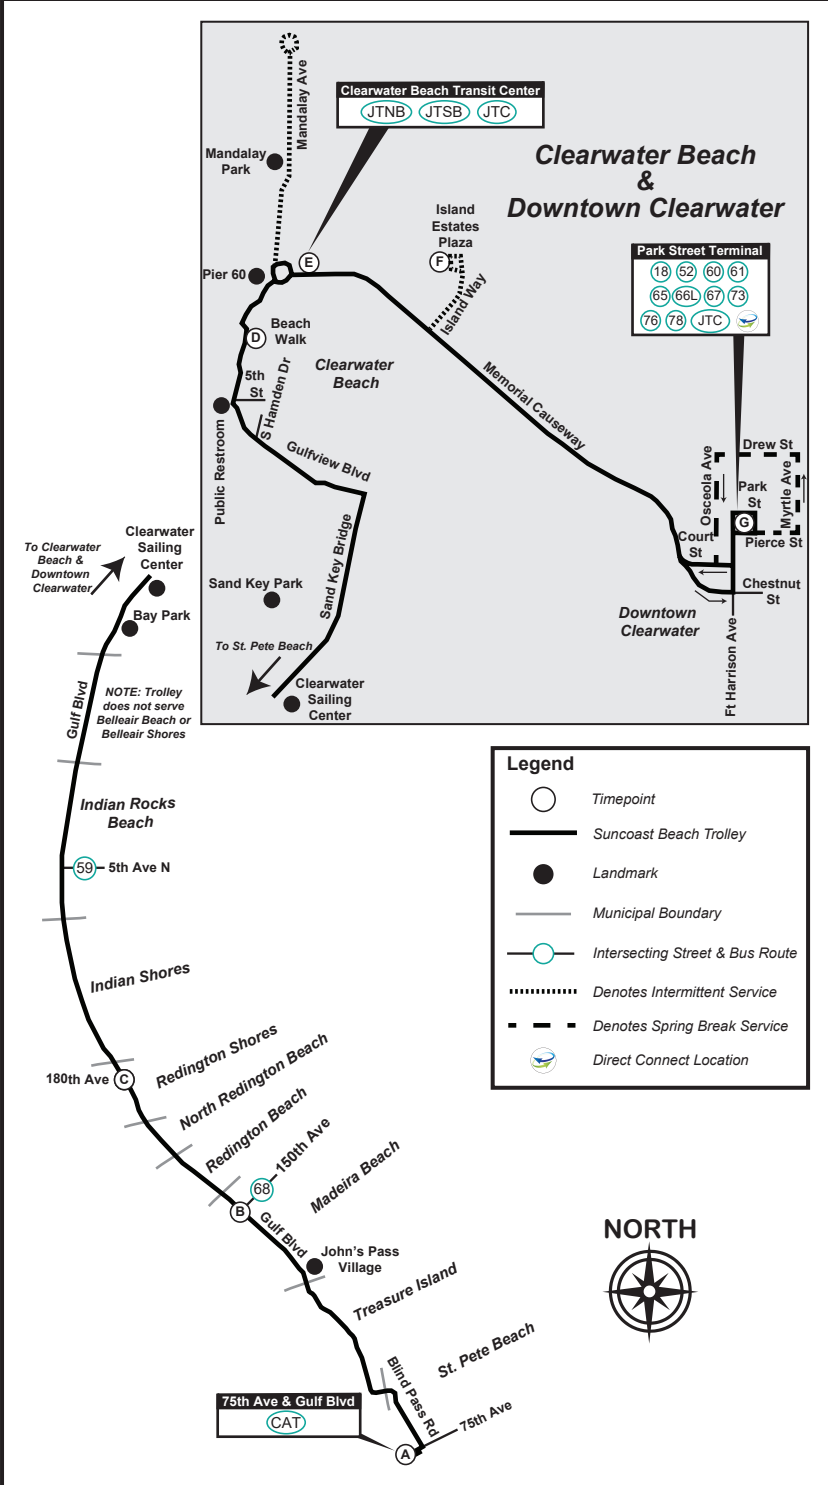 Mandalay Ave
Clearwater Beach Transit Center
JTNB JTSB JTC
Mandalay
Park
Clearwater Beach
&
Downtown Clearwater
Island
Estates
Plaza
F
Island Way
E
Pier 60
Park Street Terminal
18 52 60 61
65 66L 67 73
76 78 JTC
D
Beach
Walk
Clearwater
Beach
5th
St
S Hamden Dr
Public Restroom
Gulfview Blvd
Memorial Causeway
Drew St
Osceola Ave
Myrtle Ave
Park
St
G
Pierce St
Court
St
Chestnut
St
Downtown
Clearwater
Ft Harrison Ave
Sand Key Bridge
Sand Key Park
To St. Pete Beach
Clearwater
Sailing
Center
Clearwater
Sailing
Center
To Clearwater
Beach &
Downtown
Clearwater
Bay Park
Gulf Blvd
NOTE: Trolley
does not serve
Belleair Beach or
Belleair Shores
Indian Rocks
Beach
59 5th Ave N
Indian Shores
180th Ave C
Redington Shores
North Redington Beach
Redington Beach
68 150th Ave
B
Madeira Beach
Gulf Blvd
John's Pass
Village
Treasure Island
St. Pete Beach
Blind Pass Rd
75th Ave
75th Ave & Gulf Blvd
CAT
A
Legend
Timepoint
Suncoast Beach Trolley
Landmark
Municipal Boundary
Intersecting Street & Bus Route
Denotes Intermittent Service
Denotes Spring Break Service
Direct Connect Location
NORTH